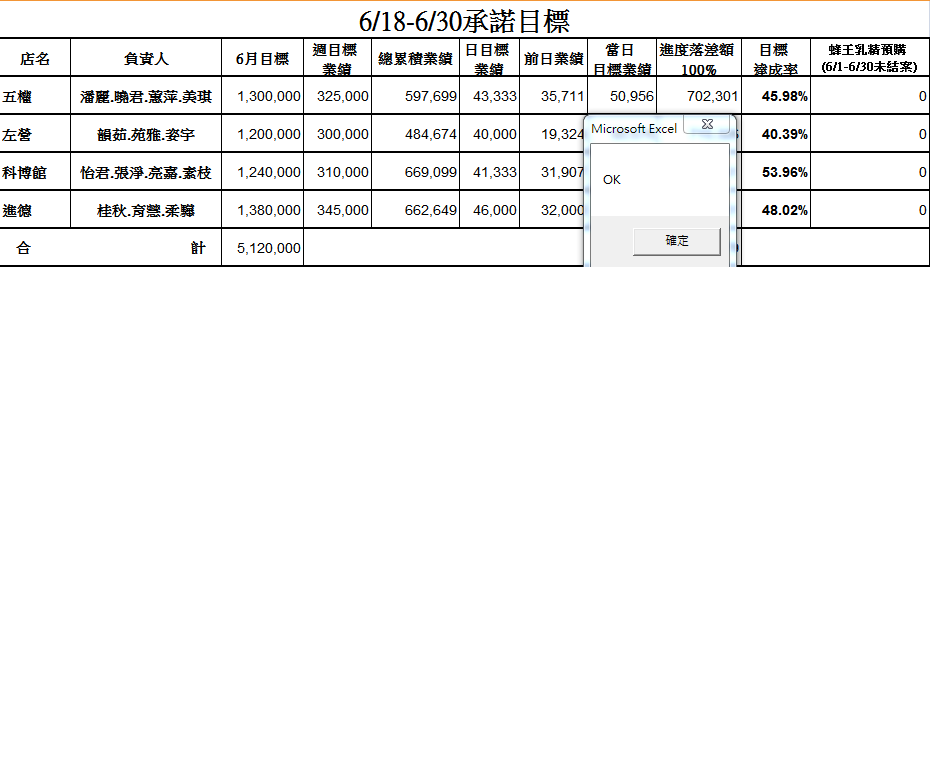 6/18-6/30承諾目標
店名 負責人 6月目標 週目標業績 總累積業績 日目標業績 前日業績 當日目標業績 進度落差額100% 目標達成率 蜂王乳精預購(6/1-6/30未結案)
五權 潘麗.曉君.蕙萍.美琪 1,300,000 325,000 597,699 43,333 35,711 50,956 702,301 45.98% 0
左營 韻茹.苑雅.姿宇 1,200,000 300,000 484,674 40,000 19,324 40.39% 0
科博館 怡君.張淨.亮嘉.素枝 1,240,000 310,000 669,099 41,333 31,907 53.96% 0
進德 桂秋.育慧.柔驊 1,380,000 345,000 662,649 46,000 32,000 48.02% 0
合 計 5,120,000
Microsoft Excel
OK
確定